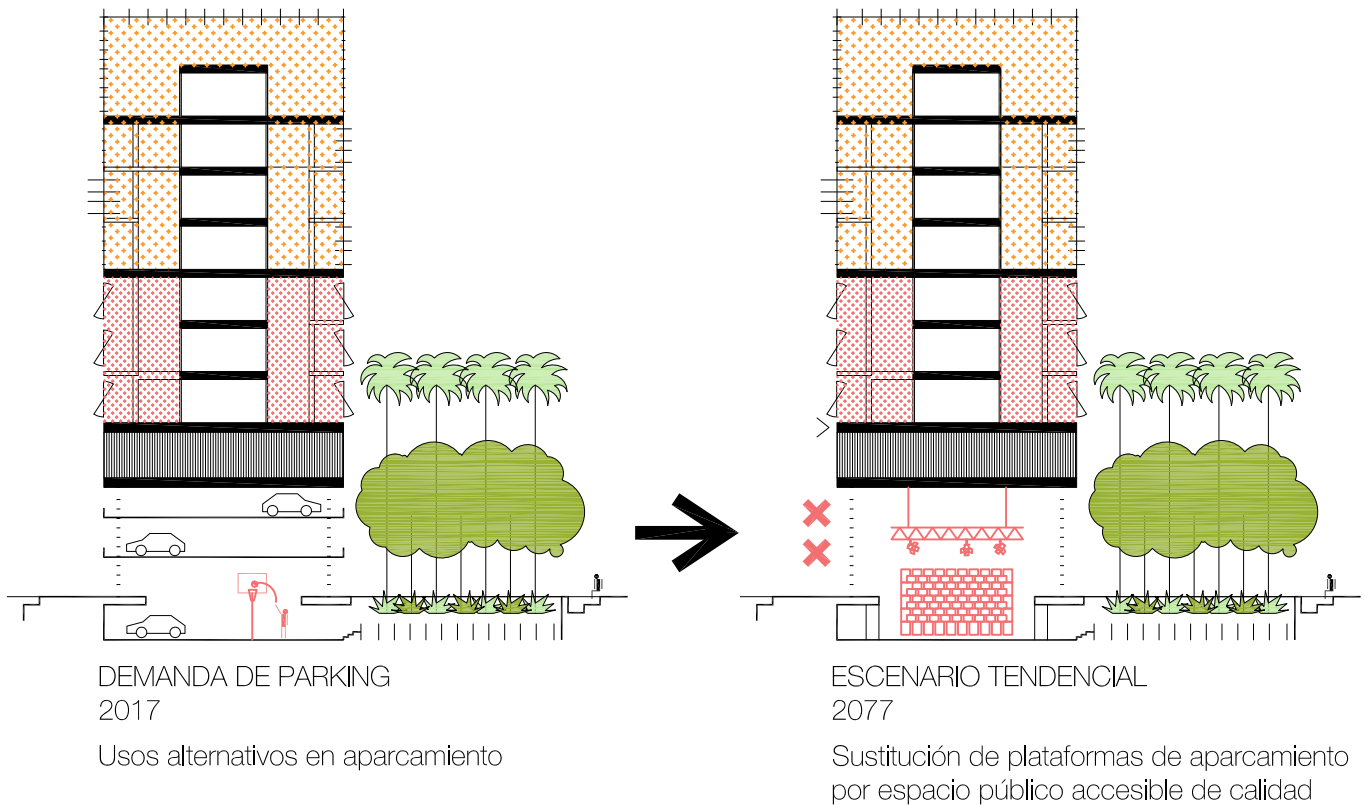 DEMANDA DE PARKING
2017
Usos alternativos en aparcamiento
ESCENARIO TENDENCIAL
2077
Sustitución de plataformas de aparcamiento
por espacio público accesible de calidad